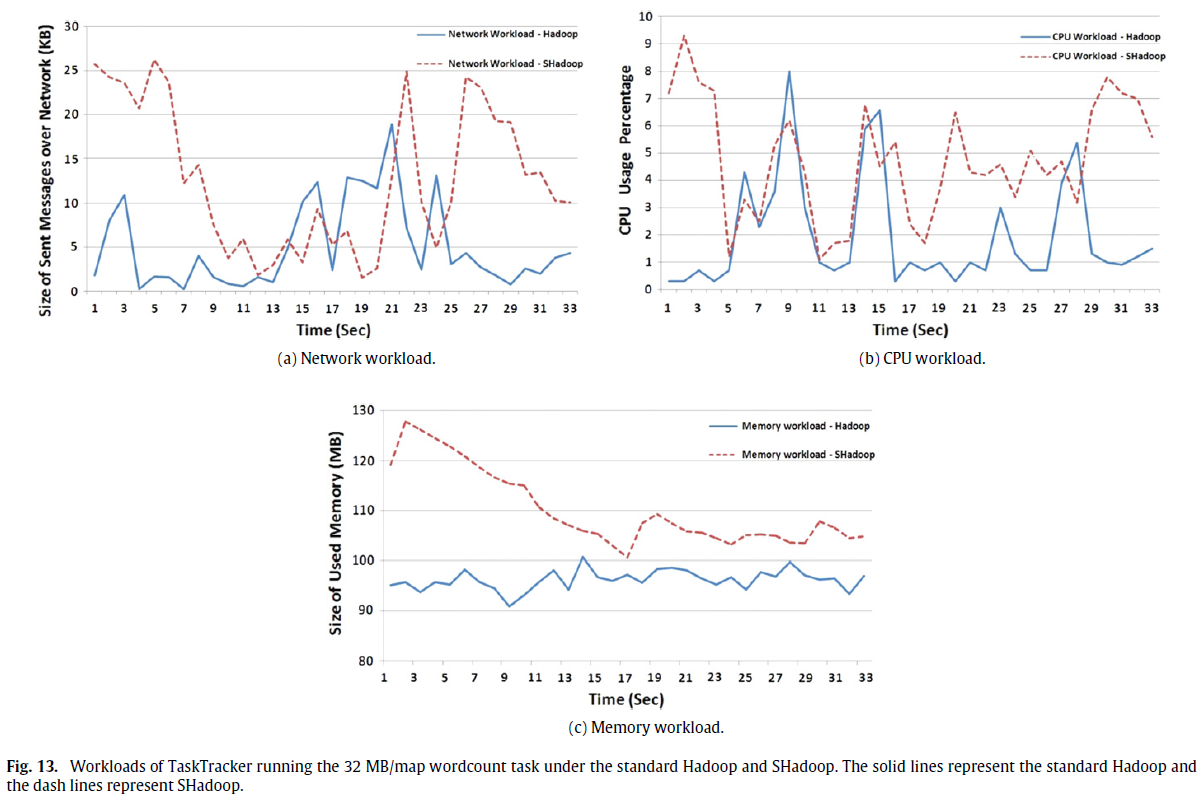 Size of Sent Messages over Network (KB)
30
25
20
15
10
5
0
Network Workload - Hadoop
Network Workload - SHadoop
1 3 5 7 9 11 13 15 17 19 21 23 25 27 29 31 33
Time (Sec)
(a) Network workload.
CPU Usage Percentage
10
9
8
7
6
5
4
3
2
1
0
CPU Workload - Hadoop
CPU Workload - SHadoop
1 3 5 7 9 11 13 15 17 19 21 23 25 27 29 31 33
Time (Sec)
(b) CPU workload.
Size of Used Memory (MB)
130
120
110
100
90
80
Memory workload - Hadoop
Memory workload - SHadoop
1 3 5 7 9 11 13 15 17 19 21 23 25 27 29 31 33
Time (Sec)
(c) Memory workload.
Fig. 13. Workloads of TaskTracker running the 32 MB/map wordcount task under the standard Hadoop and SHadoop. The solid lines represent the standard Hadoop and
the dash lines represent SHadoop.